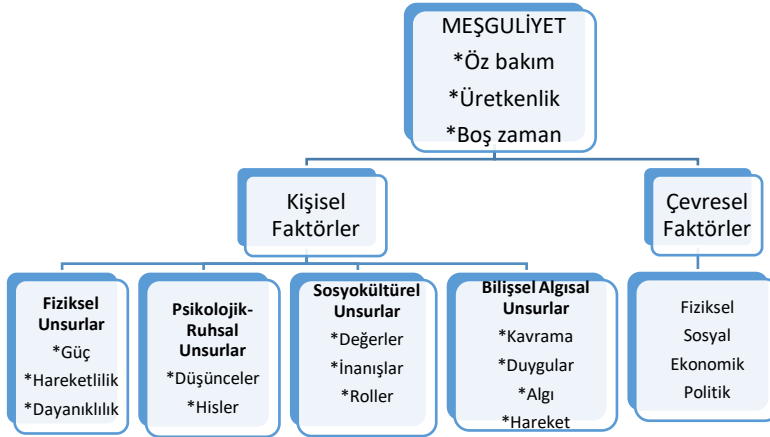 MEŞGULİYET
*Öz bakım
*Üretkenlik
*Boş zaman
Kişisel
Faktörler
Çevresel
Faktörler
Fiziksel
Unsurlar
*Güç
*Hareketlilik
*Dayanıklılık
Psikolojik-
Ruhsal
Unsurlar
*Düşünceler
*Hisler
Sosyokültürel
Unsurlar
*Değerler
*İnanışlar
*Roller
Bilişsel Algısal
Unsurlar
*Kavrama
*Duygular
*Algı
*Hareket
Fiziksel
Sosyal
Ekonomik
Politik